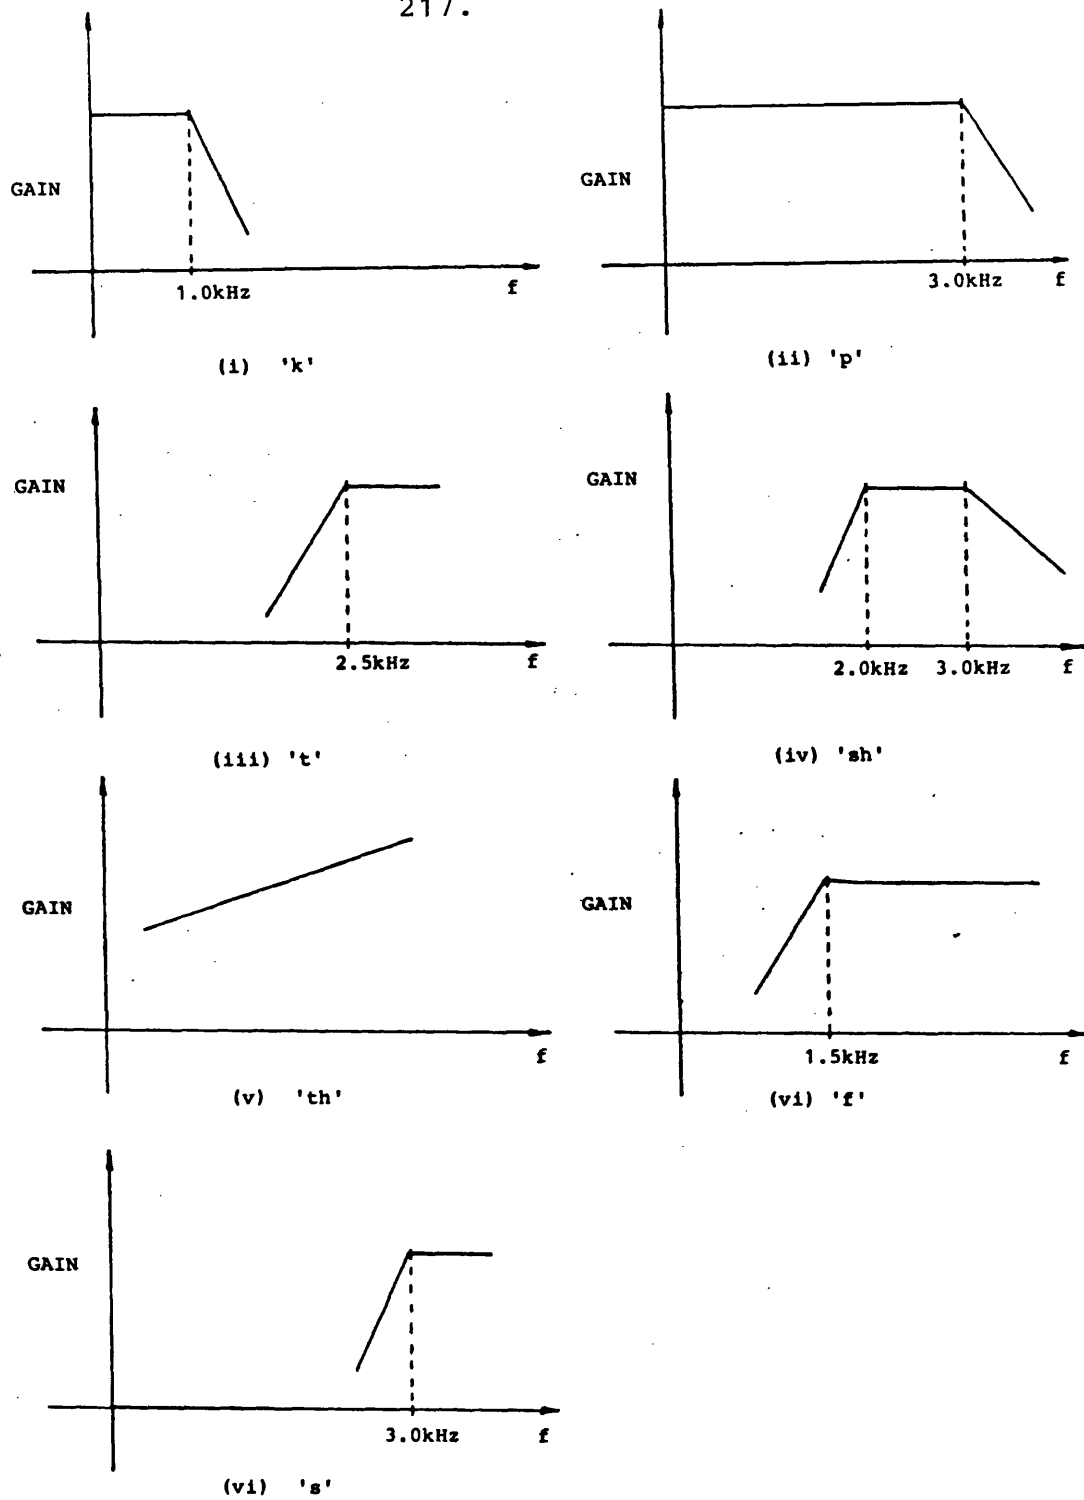 217.
GAIN
1.0kHz
f
(i) 'k'
GAIN
3.0kHz
f
(ii) 'p'
GAIN
2.5kHz
f
(iii) 't'
GAIN
2.0kHz
3.0kHz
f
(iv) 'sh'
GAIN
f
(v) 'th'
GAIN
1.5kHz
f
(vi) 'f'
GAIN
3.0kHz
f
(vi) 's'